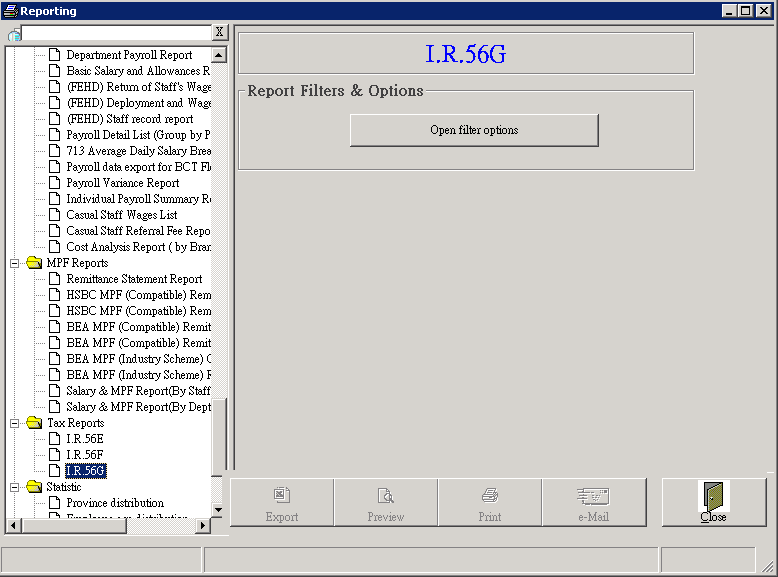 Reporting
X
Department Payroll Report
Basic Salary and Allowances R
(FEHD) Return of Staff's Wage
(FEHD) Deployment and Wage
(FEHD) Staff record report
Payroll Detail List (Group by P
713 Average Daily Salary Brea
Payroll data export for BCT Fl
Payroll Variance Report
Individual Payroll Summary R
Casual Staff Wages List
Casual Staff Referral Fee Repo
Cost Analysis Report ( by Bran
MPF Reports
Remittance Statement Report
HSBC MPF (Compatible) Rem
HSBC MPF (Compatible) Rem
BEA MPF (Compatible) Remit
BEA MPF (Compatible) Remit
BEA MPF (Industry Scheme) C
BEA MPF (Industry Scheme) R
Salary & MPF Report(By Staff
Salary & MPF Report(By Dept
Tax Reports
I.R.56E
I.R.56F
I.R.56G
Statistic
Province distribution
I.R.56G
Report Filters & Options
Open filter options
Export
Preview
Print
e-Mail
Close